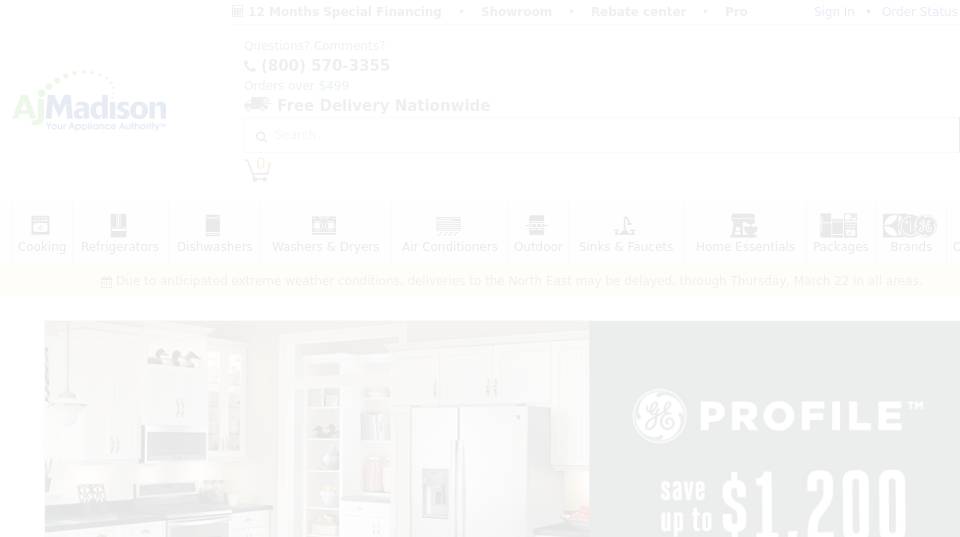 12 Months Special Financing • Showroom • Rebate center • Pro
Sign In • Order Status
Questions? Comments?
(800) 570-3355
Orders over $499
Free Delivery Nationwide
AjMadison
Your Appliance Authority™
Search..
0
Cooking Refrigerators Dishwashers Washers & Dryers Air Conditioners Outdoor Sinks & Faucets Home Essentials Packages Brands
Due to anticipated extreme weather conditions, deliveries to the North East may be delayed, through Thursday, March 22 in all areas.
GE PROFILE™
save
up to $1,200